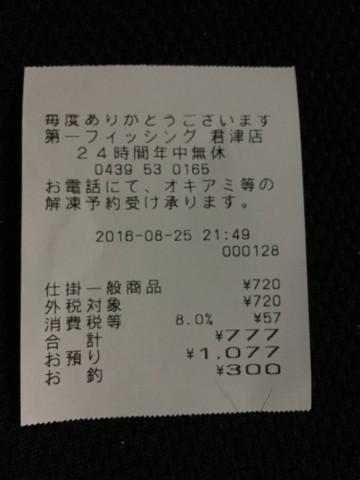 毎度ありがとうございます
第一フィッシング 君津店
２４時間年中無休
0439 53 0165
お電話にて、オキアミ等の
解凍予約受け承ります。
2016-08-25 21:49
000128
仕掛一般商品 ¥720
外税対象 ¥720
消費税等 8.0% ¥57
合計 ¥777
お預り ¥1,077
お釣 ¥300